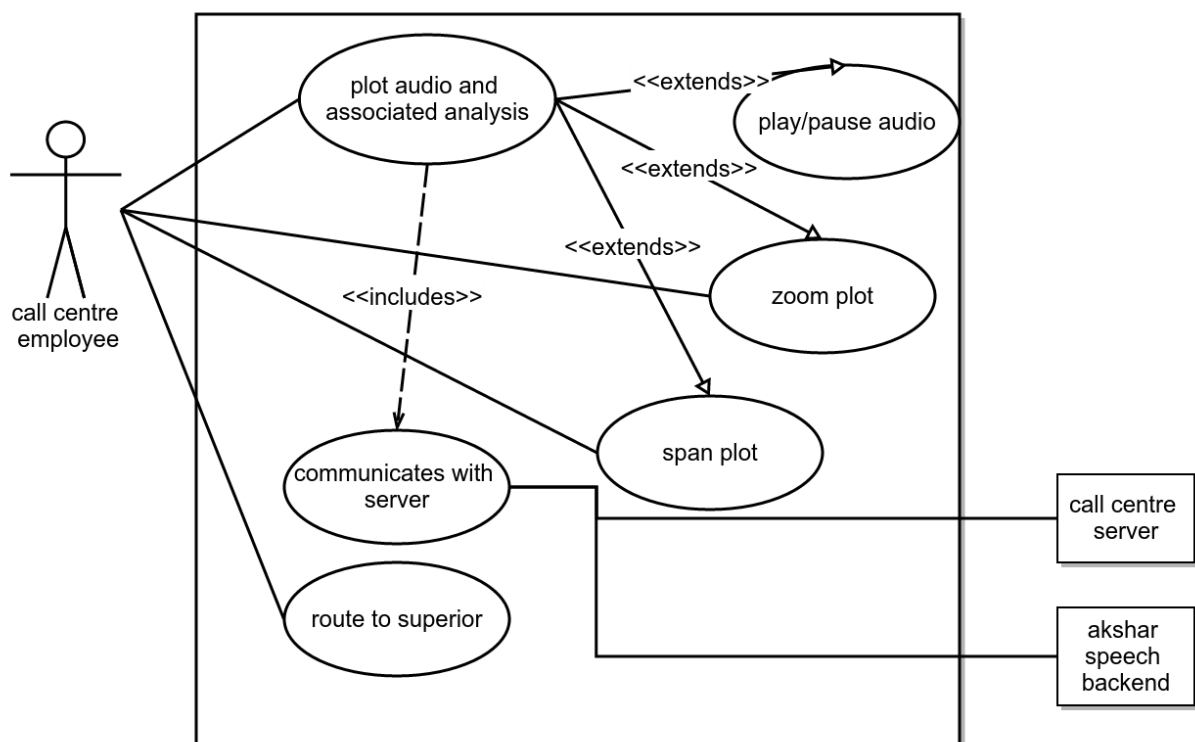 plot audio and
associated analysis
<<extends>>
play/pause audio
<<extends>>
<<extends>>
zoom plot
<<includes>>
call centre
employee
span plot
communicates with
server
call centre
server
route to superior
akshar
speech
backend